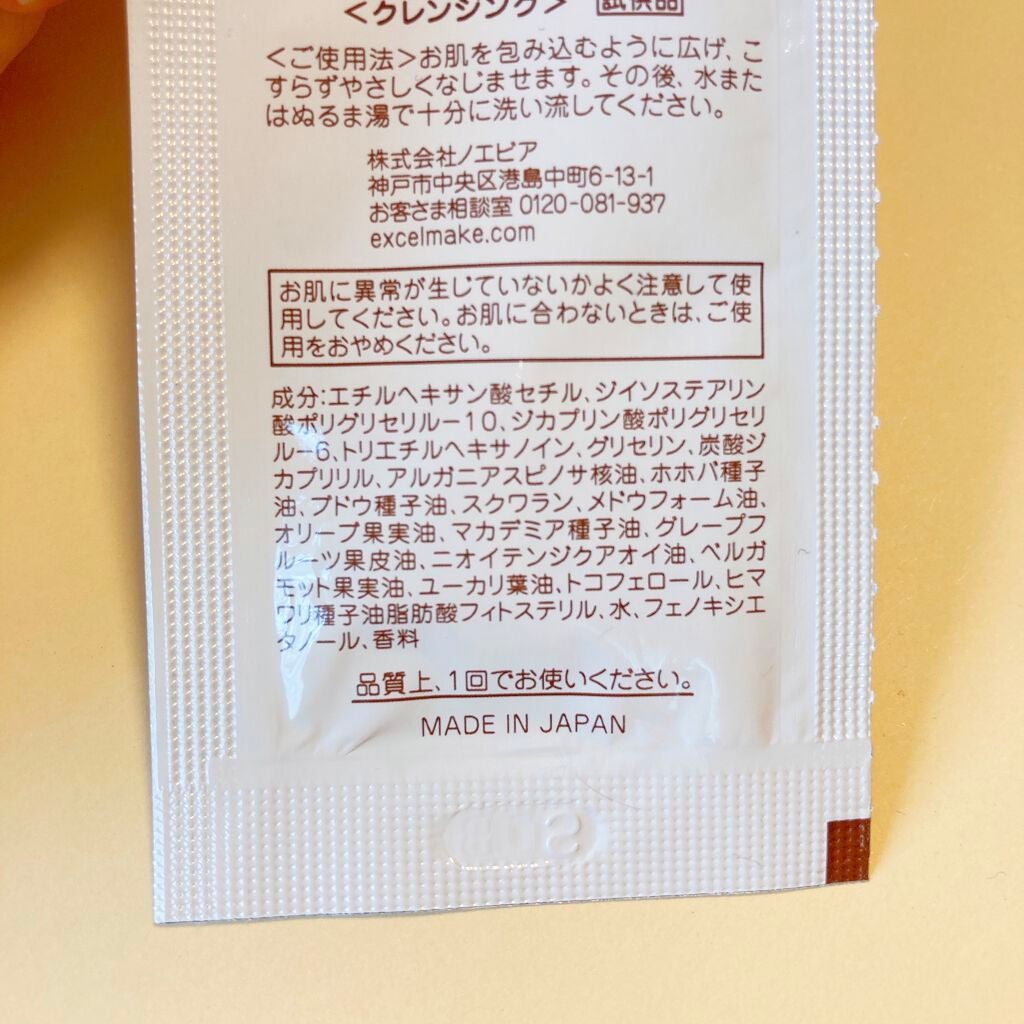 <クレンジング> 試供品
<ご使用法>お肌を包み込むように広げ、こ
すらずやさしくなじませます。その後、水また
はぬるま湯で十分に洗い流してください。
株式会社ノエビア
神戸市中央区港島中町6-13-1
お客さま相談室 0120-081-937
excelmake.com
お肌に異常が生じていないかよく注意して使
用してください。お肌に合わないときは、ご使
用をおやめください。
成分:エチルヘキサン酸セチル、ジイソステアリン
酸ポリグリセリルー10、ジカプリン酸ポリグリセリ
ルー6、トリエチルヘキサノイン、グリセリン、炭酸ジ
カプリリル、アルガニアスピノサ核油、ホホバ種子
油、ブドウ種子油、スクワラン、メドウフォーム油、
オリーブ果実油、マカデミア種子油、グレープフ
ルーツ果皮油、ニオイテンジクアオイ油、ベルガ
モット果実油、ユーカリ葉油、トコフェロール、ヒマ
ワリ種子油脂肪酸フィトステリル、水、フェノキシエ
タノール、香料
品質上、1回でお使いください。
MADE IN JAPAN